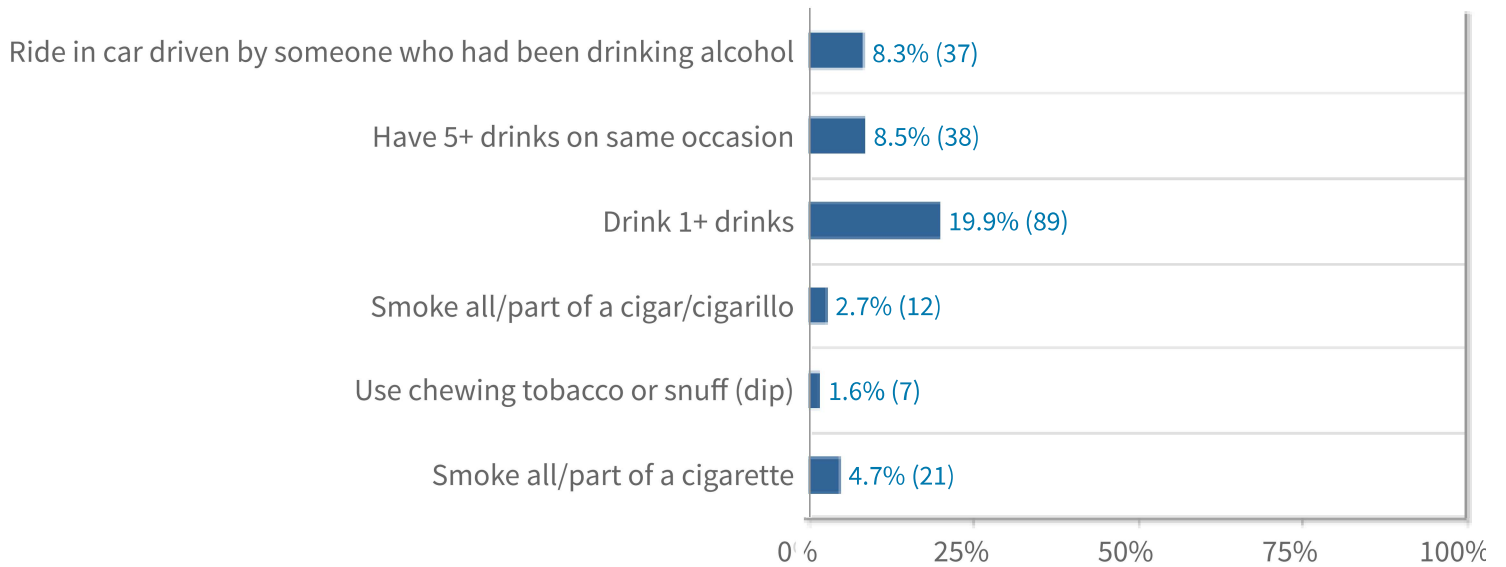 Ride in car driven by someone who had been drinking alcohol 8.3% (37)
Have 5+ drinks on same occasion 8.5% (38)
Drink 1+ drinks 19.9% (89)
Smoke all/part of a cigar/cigarillo 2.7% (12)
Use chewing tobacco or snuff (dip) 1.6% (7)
Smoke all/part of a cigarette 4.7% (21)
0% 25% 50% 75% 100%